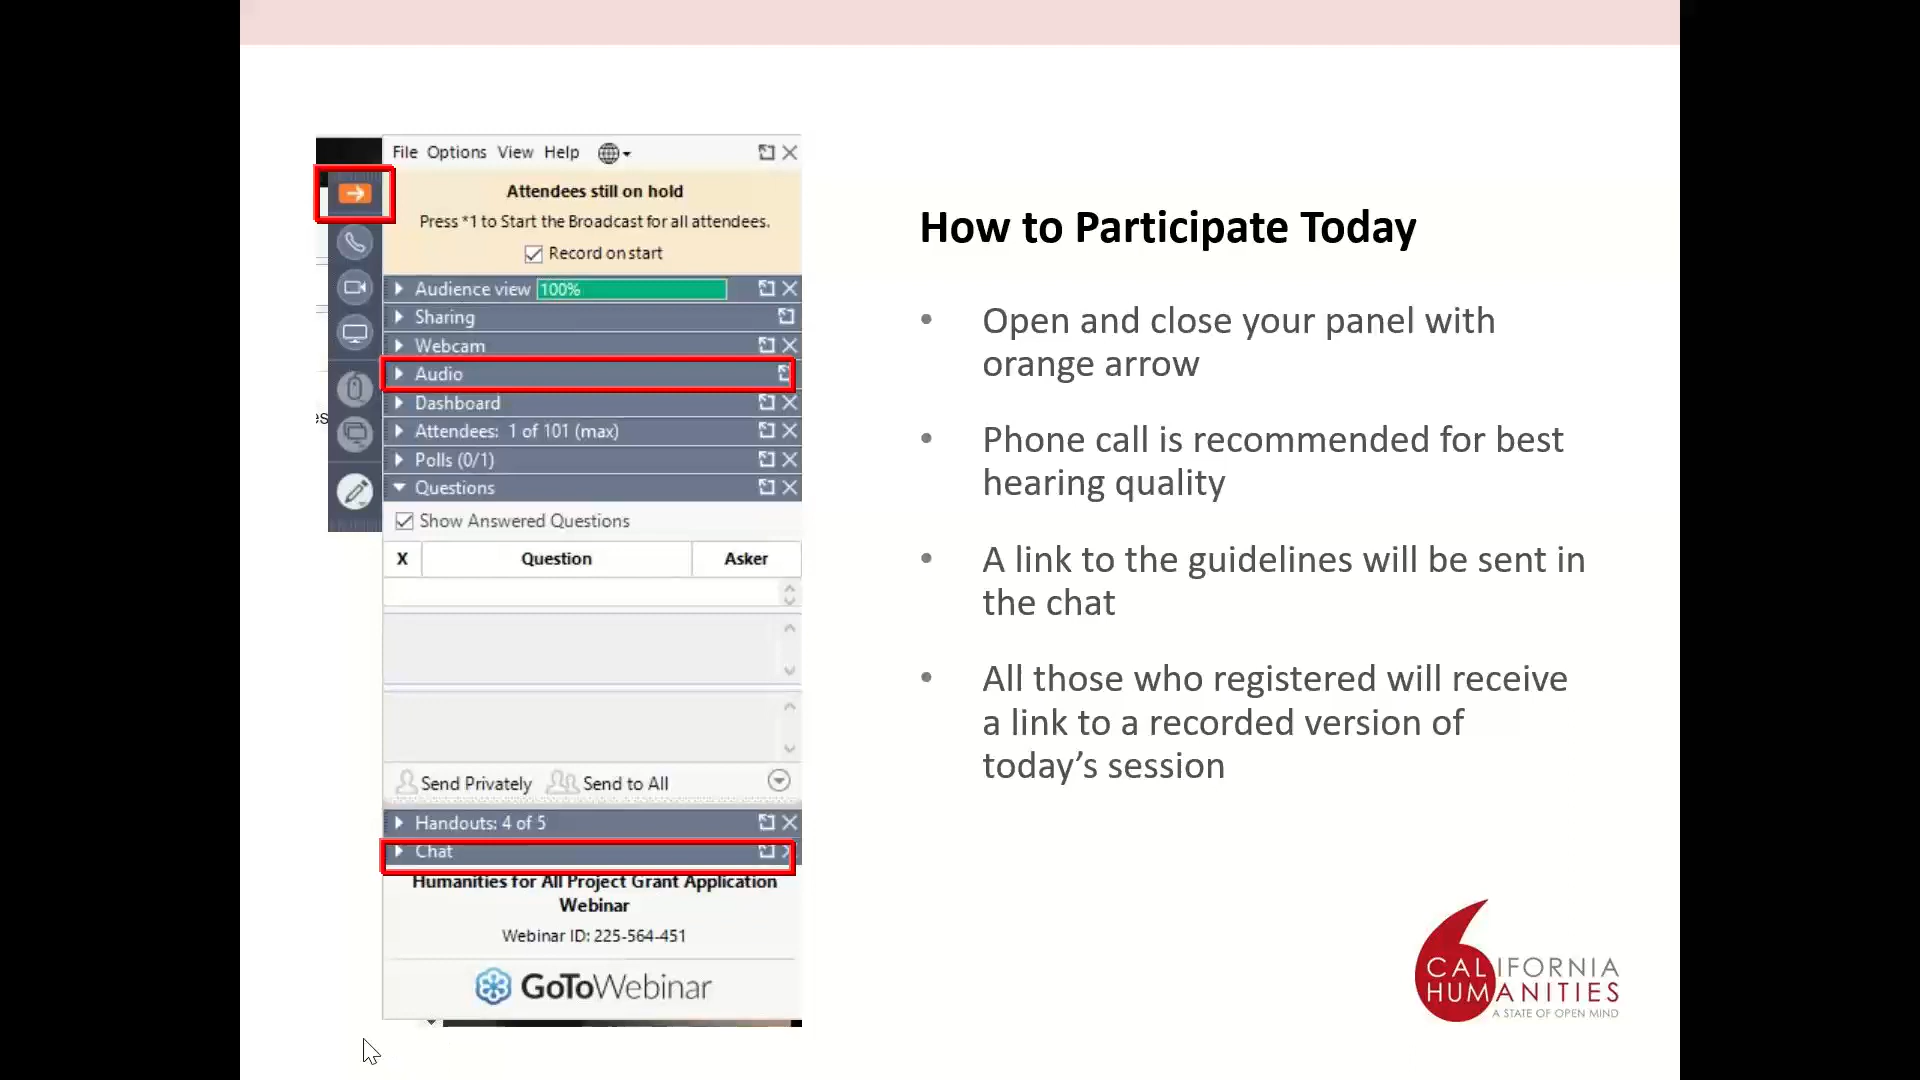 File Options View Help
Attendees still on hold
Press *1 to Start the Broadcast for all attendees.
Record on start
Audience view 100%
Sharing
Webcam
Audio
Dashboard
Attendees: 1 of 101 (max)
Polls (0/1)
Questions
Show Answered Questions
X Question Asker
Send Privately Send to All
Handouts: 4 of 5
Chat
Humanities for All Project Grant Application
Webinar
Webinar ID: 225-564-451
GoToWebinar
How to Participate Today
• Open and close your panel with
orange arrow
• Phone call is recommended for best
hearing quality
• A link to the guidelines will be sent in
the chat
• All those who registered will receive
a link to a recorded version of
today’s session
CALIFORNIA
HUMANITIES
A STATE OF OPEN MIND